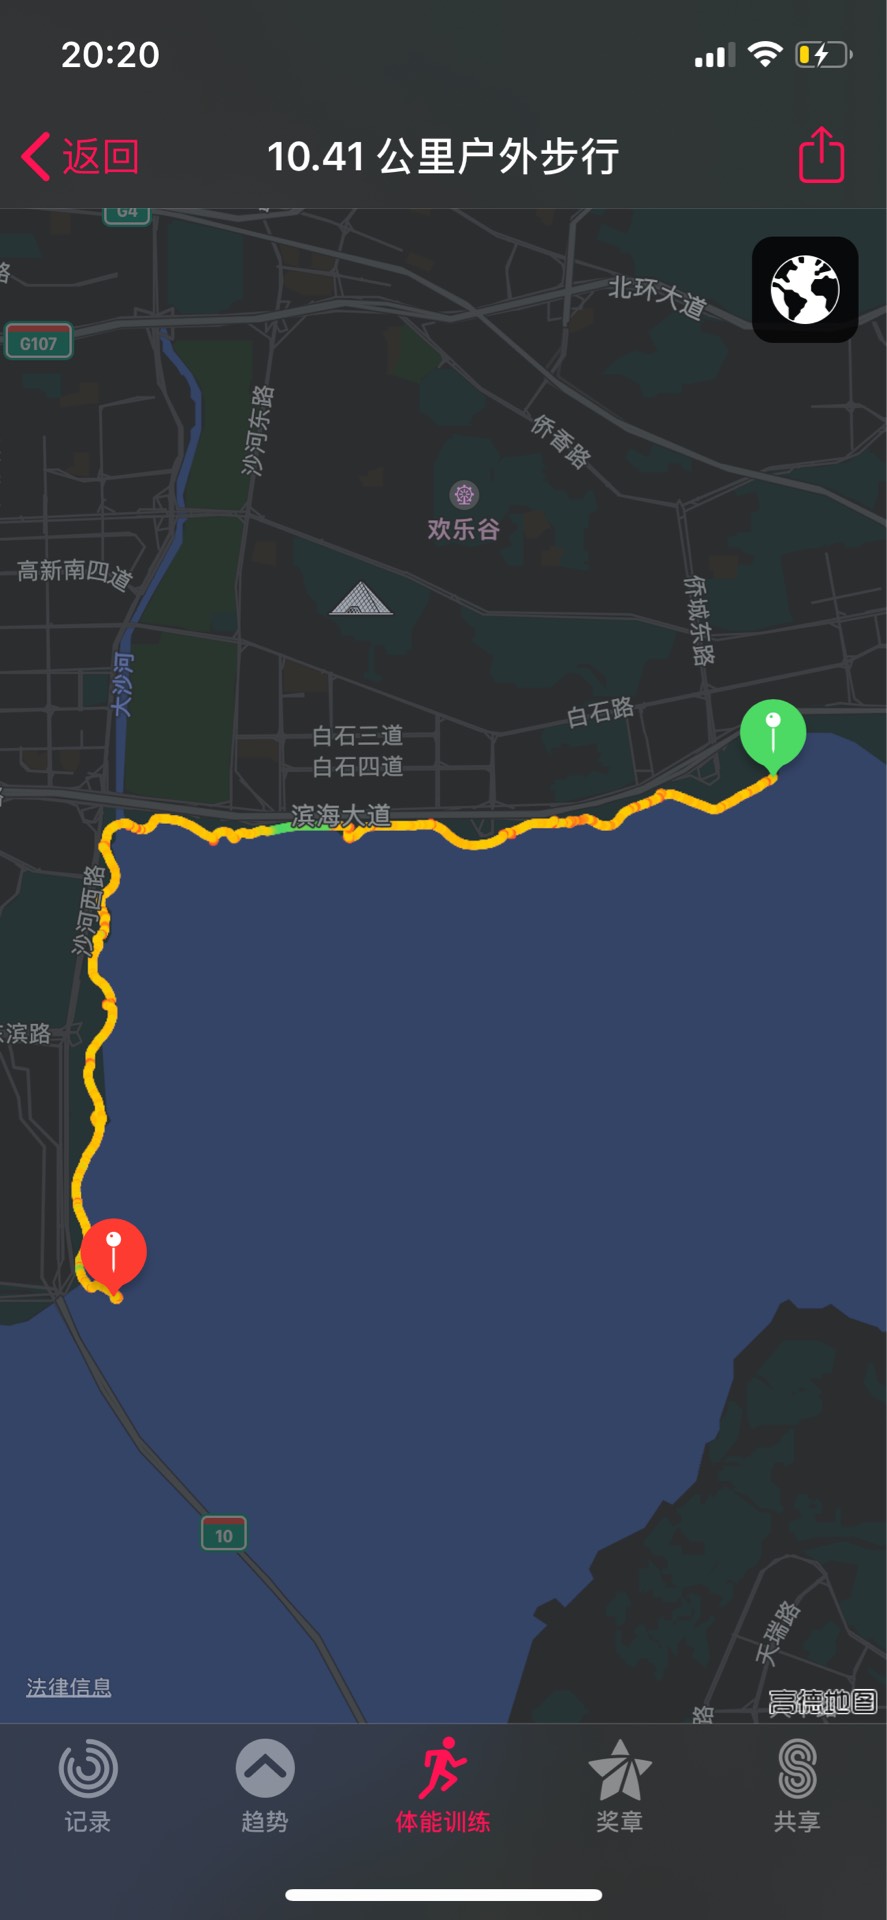 20:20
返回
10.41 公里户外步行
G4
北环大道
G107
沙河东路
侨香路
欢乐谷
高新南四道
侨城东路
大沙河
白石路
白石三道
白石四道
滨海大道
沙河西路
滨路
10
天瑞路
路
法律信息
高德地图
记录
趋势
体能训练
奖章
共享